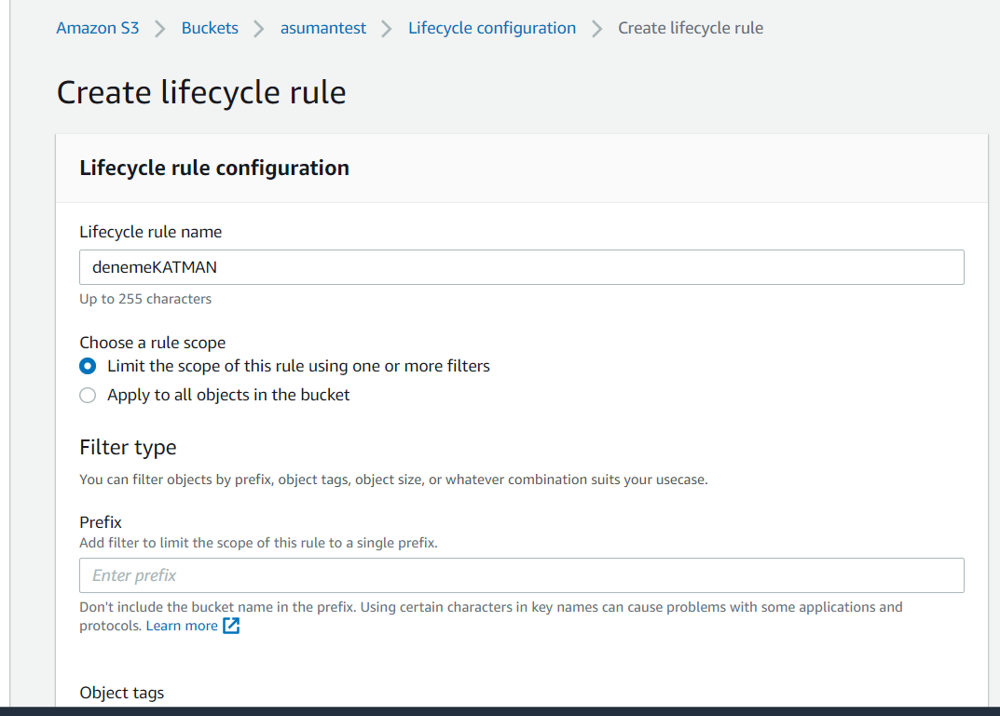 Amazon S3 > Buckets > asumantest > Lifecycle configuration > Create lifecycle rule
Create lifecycle rule
Lifecycle rule configuration
Lifecycle rule name
denemeKATMAN
Up to 255 characters
Choose a rule scope
Limit the scope of this rule using one or more filters
Apply to all objects in the bucket
Filter type
You can filter objects by prefix, object tags, object size, or whatever combination suits your usecase.
Prefix
Add filter to limit the scope of this rule to a single prefix.
Enter prefix
Don't include the bucket name in the prefix. Using certain characters in key names can cause problems with some applications and
protocols. Learn more
Object tags